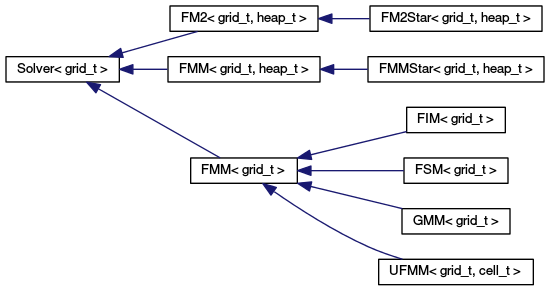 FM2< grid_t, heap_t >
FM2Star< grid_t, heap_t >
Solver< grid_t >
FMM< grid_t, heap_t >
FMMStar< grid_t, heap_t >
FIM< grid_t >
FMM< grid_t >
FSM< grid_t >
GMM< grid_t >
UFMM< grid_t, cell_t >